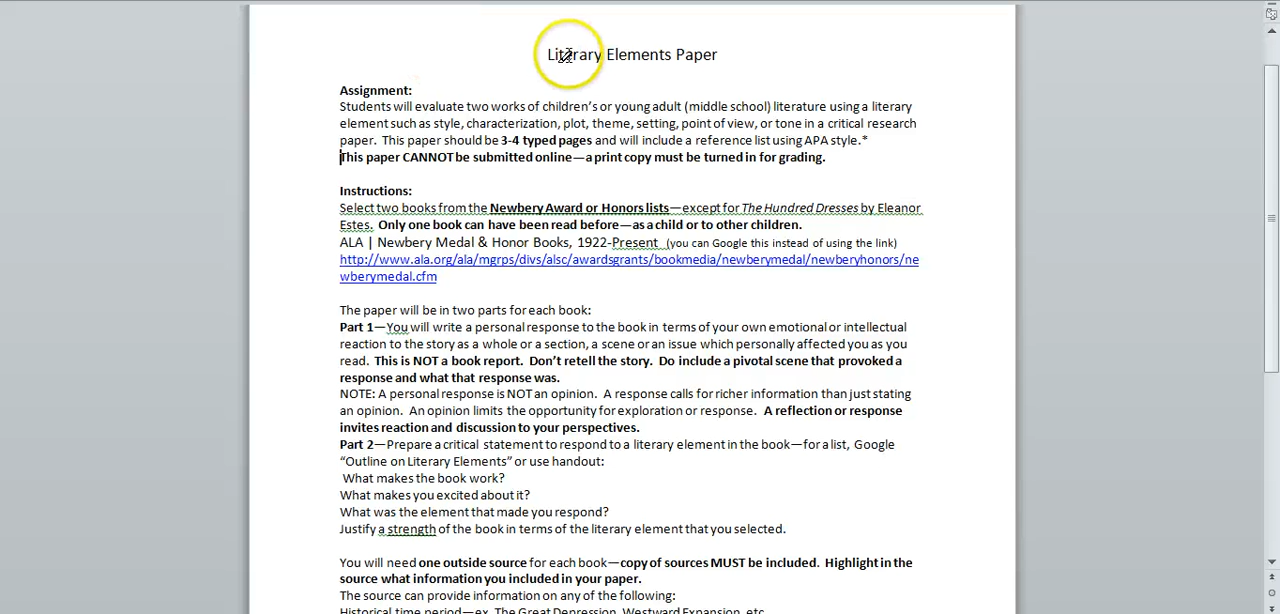 Literary Elements Paper
Assignment:
Students will evaluate two works of children's or young adult (middle school) literature using a literary
element such as style, characterization, plot, theme, setting, point of view, or tone in a critical research
paper. This paper should be 3-4 typed pages and will include a reference list using APA style.*
This paper CANNOT be submitted online—a print copy must be turned in for grading.
Instructions:
Select two books from the Newbery Award or Honors lists—except for The Hundred Dresses by Eleanor
Estes. Only one book can have been read before—as a child or to other children.
ALA | Newbery Medal & Honor Books, 1922-Present (you can Google this instead of using the link)
http://www.ala.org/ala/mgrps/divs/alsc/awardsgrants/bookmedia/newberymedal/newberyhonors/ne
wberymedal.cfm
The paper will be in two parts for each book:
Part 1—You will write a personal response to the book in terms of your own emotional or intellectual
reaction to the story as a whole or a section, a scene or an issue which personally affected you as you
read. This is NOT a book report. Don't retell the story. Do include a pivotal scene that provoked a
response and what that response was.
NOTE: A personal response is NOT an opinion. A response calls for richer information than just stating
an opinion. An opinion limits the opportunity for exploration or response. A reflection or response
invites reaction and discussion to your perspectives.
Part 2—Prepare a critical statement to respond to a literary element in the book—for a list, Google
“Outline on Literary Elements” or use handout:
What makes the book work?
What makes you excited about it?
What was the element that made you respond?
Justify a strength of the book in terms of the literary element that you selected.
You will need one outside source for each book—copy of sources MUST be included. Highlight in the
source what information you included in your paper.
The source can provide information on any of the following:
Historical time period—ex. The Great Depression, Westward Expansion, etc.